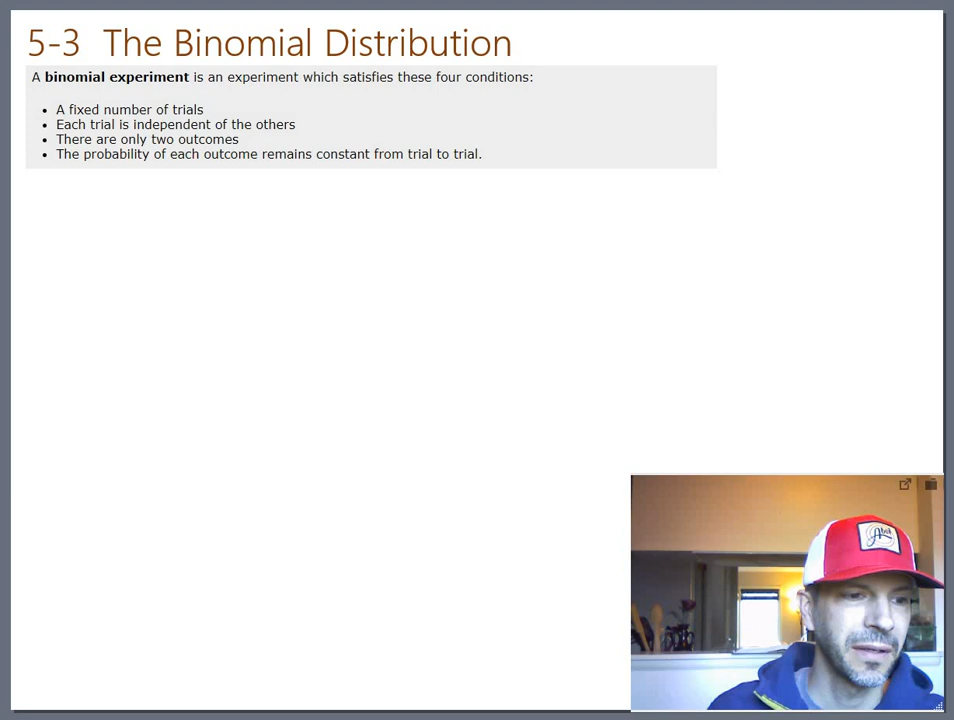 5-3 The Binomial Distribution
A binomial experiment is an experiment which satisfies these four conditions:
• A fixed number of trials
• Each trial is independent of the others
• There are only two outcomes
• The probability of each outcome remains constant from trial to trial.